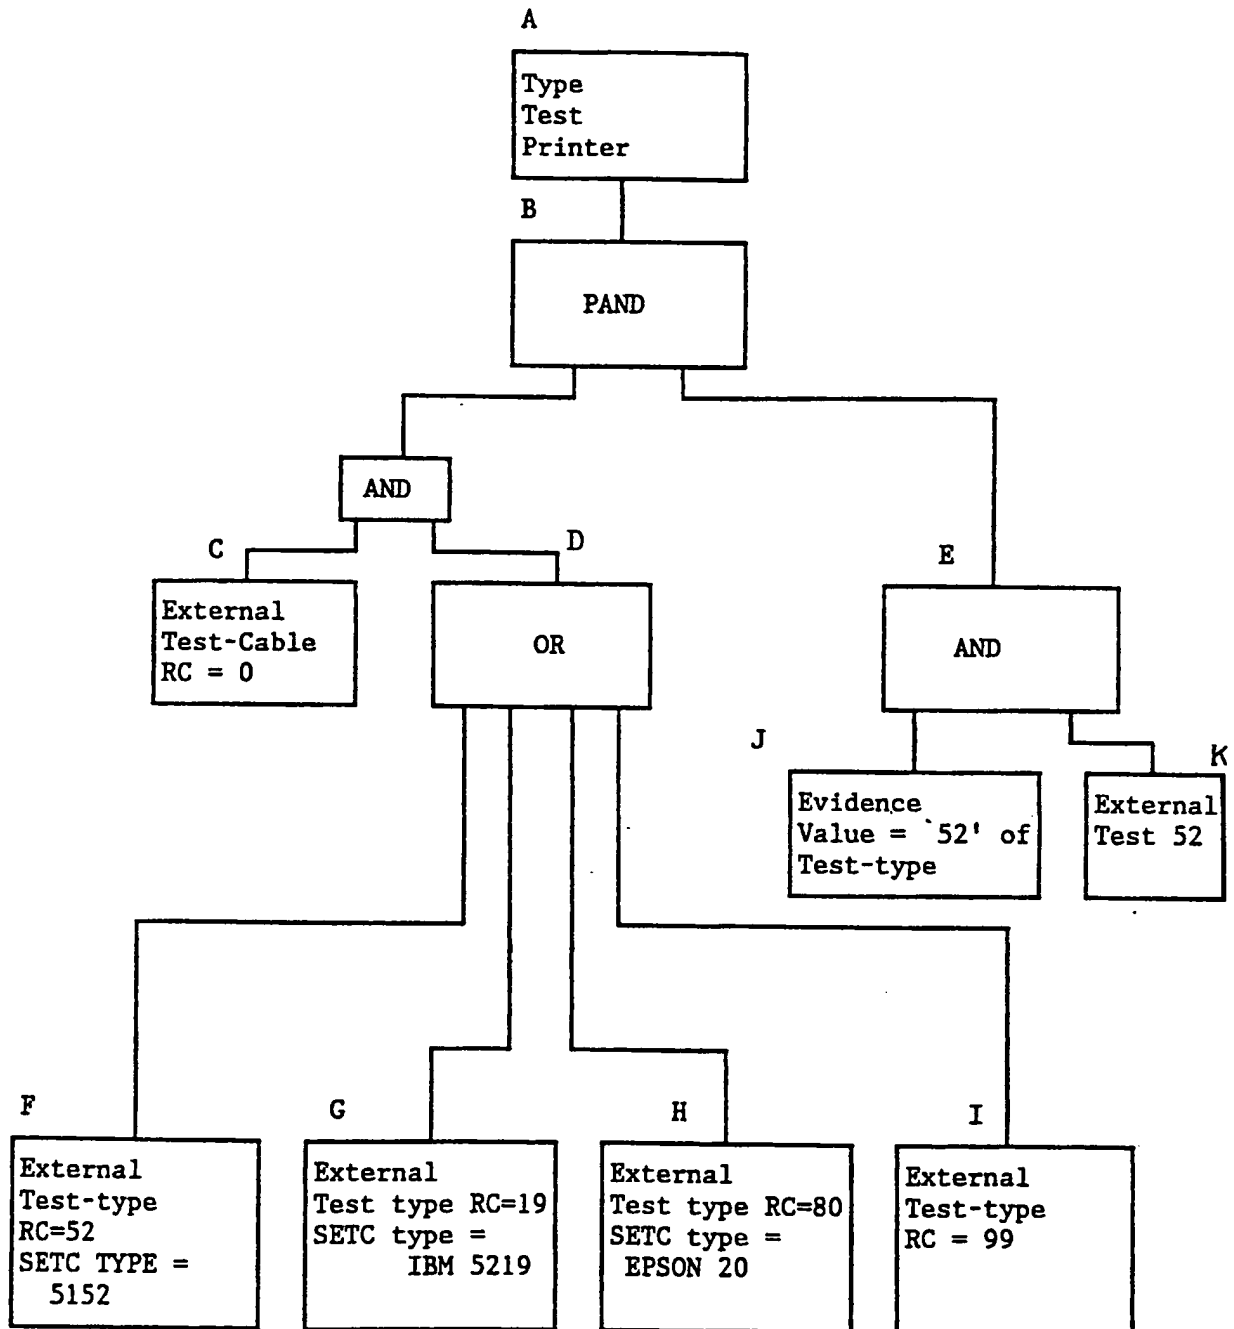 A
Type
Test
Printer
B
PAND
AND
C
External
Test-Cable
RC = 0
D
OR
E
AND
J
Evidence
Value = `52' of
Test-type
K
External
Test 52
F
External
Test-type
RC=52
SETC TYPE =
5152
G
External
Test type RC=19
SETC type =
IBM 5219
H
External
Test type RC=80
SETC type =
EPSON 20
I
External
Test-type
RC = 99